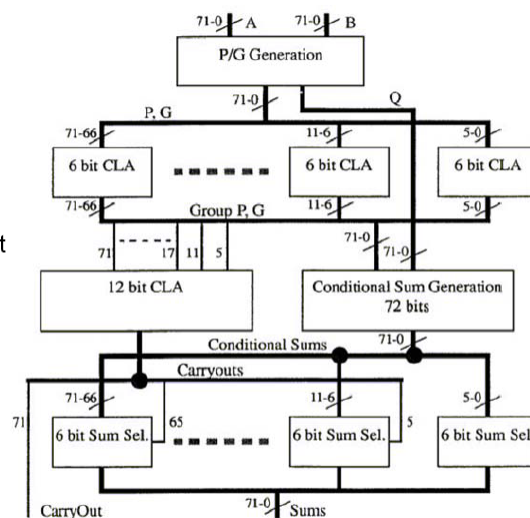 71-0 A 71-0 B
P/G Generation
71-0 Q
P, G
71-66 11-6 5-0
6 bit CLA 6 bit CLA 6 bit CLA
71-66 11-6 5-0
Group P, G
71-0 71-0
t
71 17 11 5
12 bit CLA
Conditional Sum Generation
72 bits
71-0
Conditional Sums
Carryouts
71-66 11-6 5-0
71 65 5
6 bit Sum Sel. 6 bit Sum Sel. 6 bit Sum Sel
71-0 Sums
CarryOut